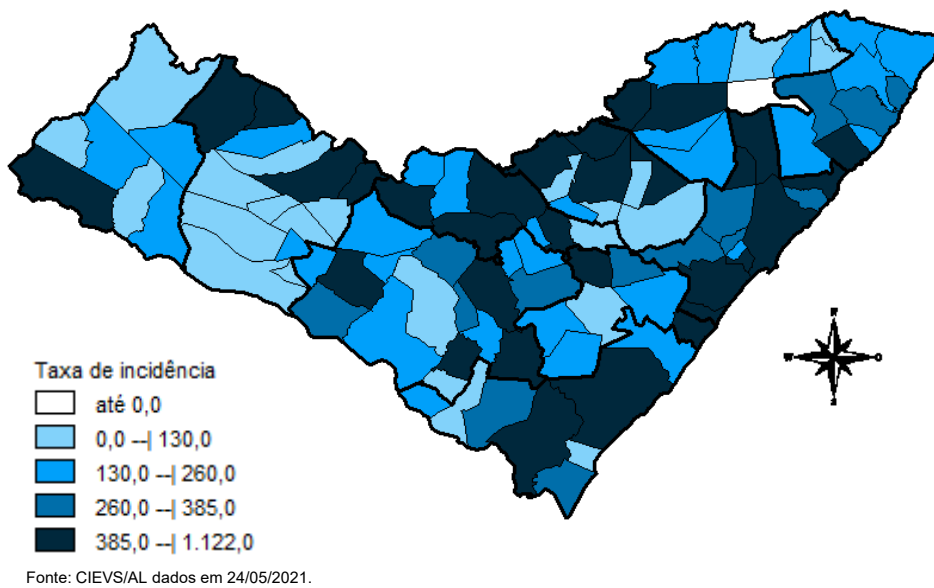 Taxa de incidência
até 0,0
0,0 --| 130,0
130,0 --| 260,0
260,0 --| 385,0
385,0 --| 1.122,0
Fonte: CIEVS/AL dados em 24/05/2021.